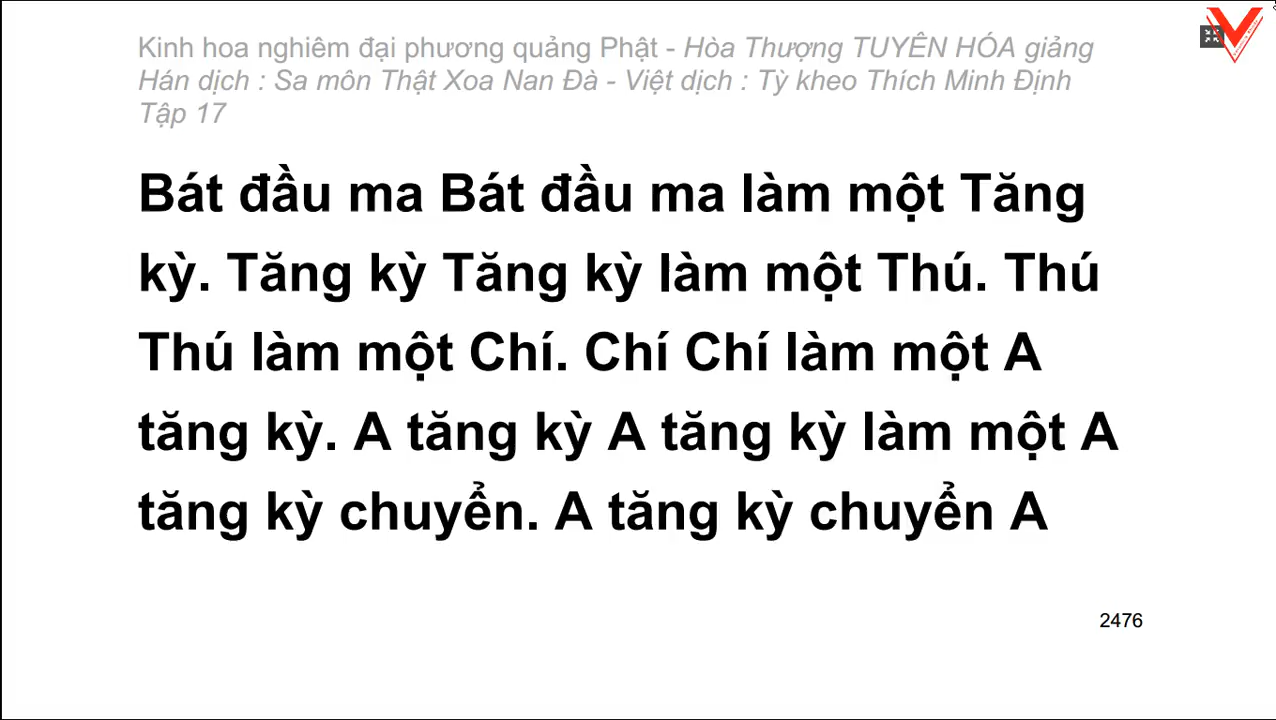 Kinh hoa nghiêm đại phương quảng Phật - Hòa Thượng TUYÊN HÓA giảng
Hán dịch : Sa môn Thật Xoa Nan Đà - Việt dịch : Tỳ kheo Thích Minh Định
Tập 17
Bát đầu ma Bát đầu ma làm một Tăng
kỳ. Tăng kỳ Tăng kỳ làm một Thú. Thú
Thú làm một Chí. Chí Chí làm một A
tăng kỳ. A tăng kỳ A tăng kỳ làm một A
tăng kỳ chuyển. A tăng kỳ chuyển A
2476